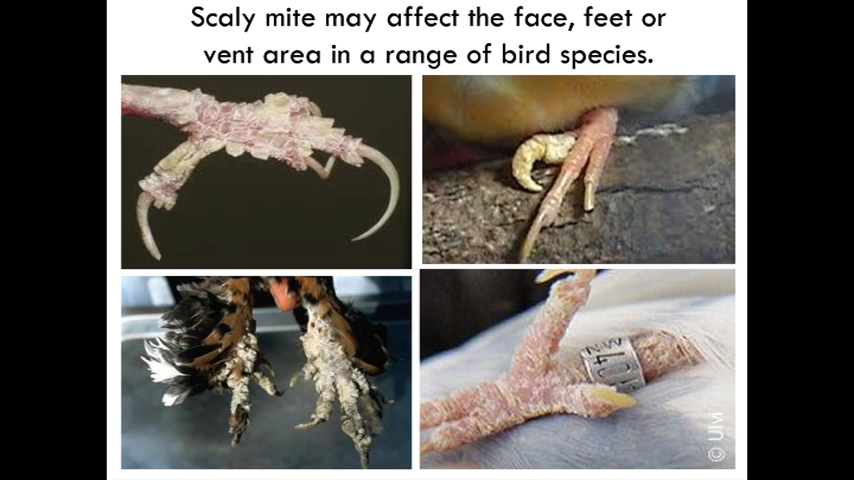 Scaly mite may affect the face, feet or
vent area in a range of bird species.
© UM